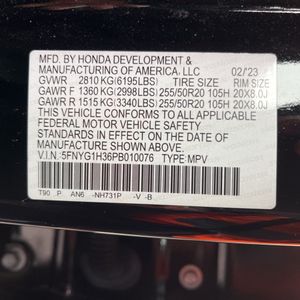 MFD. BY HONDA DEVELOPMENT &
MANUFACTURING OF AMERICA, LLC 02/23
GVWR 2810 KG(6195LBS) TIRE SIZE RIM SIZE
GAWR F 1360 KG(2998LBS) 255/50R20 105H 20X8.0J
GAWR R 1515 KG(3340LBS) 255/50R20 105H 20X8.0J
THIS VEHICLE CONFORMS TO ALL APPLICABLE
FEDERAL MOTOR VEHICLE SAFETY STANDARDS
IN EFFECT ON THE DATE OF MANUFACTURE
SHOWN ABOVE.
V.I.N. 5FNYG1H36PB010076 TYPE:MPV
T90 P AN6 -NH731P -V -B